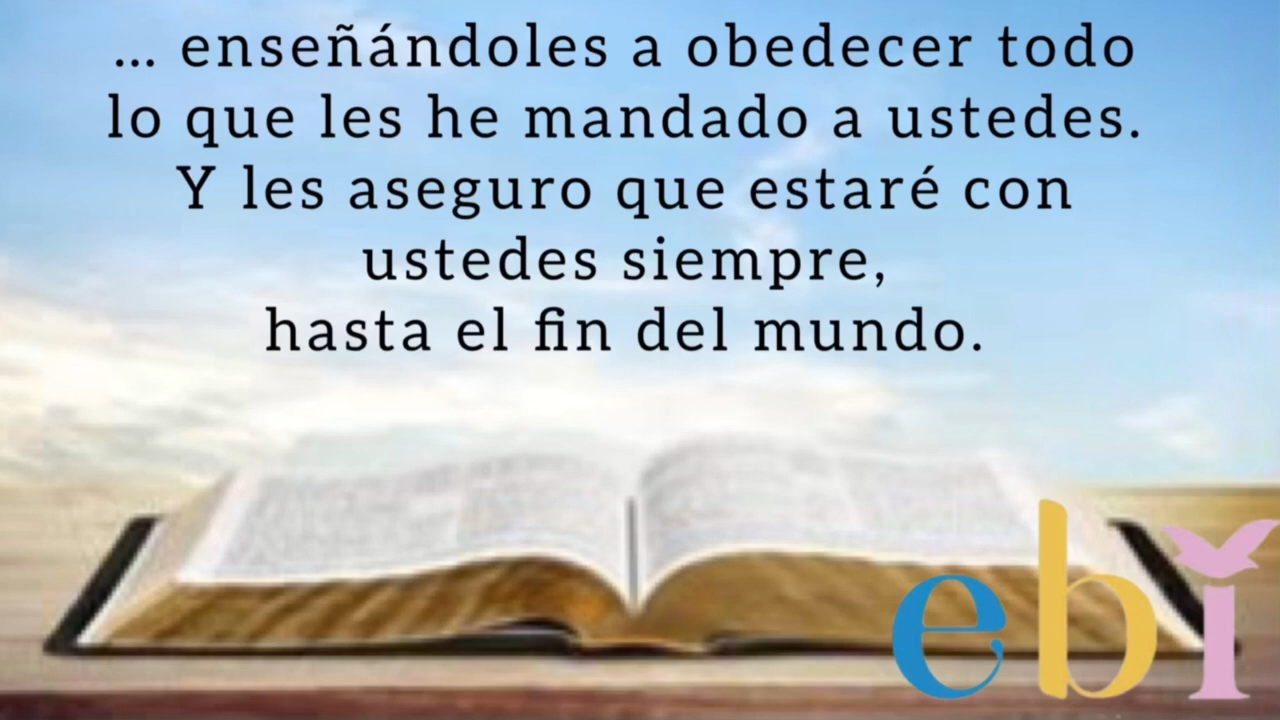 ... enseñándoles a obedecer todo
lo que les he mandado a ustedes.
Y les aseguro que estaré con
ustedes siempre,
hasta el fin del mundo.
ebi